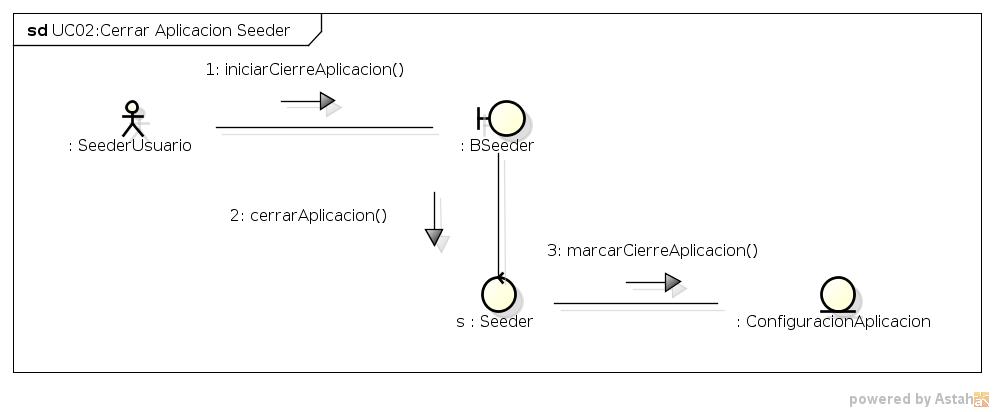 sd UC02:Cerrar Aplicacion Seeder
1: iniciarCierreAplicacion()
: SeederUsuario
: BSeeder
2: cerrarAplicacion()
3: marcarCierreAplicacion()
s : Seeder
: ConfiguracionAplicacion
powered by Astah